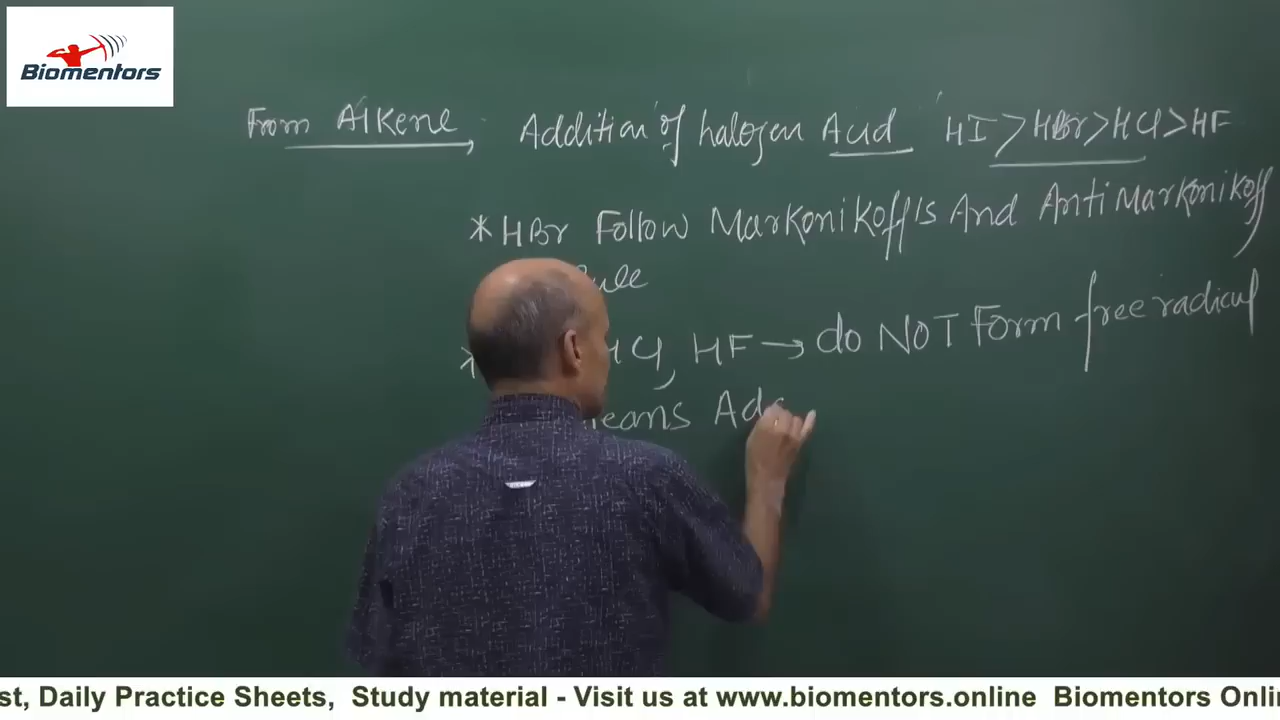 Biomentors
From Alkene, Addition of halogen Acid HI > HBr > HCl > HF
* HBr Follow Markonikoff's And AntiMarkonikoff
* HCl, HF → do NOT Form free radical
Ad
st, Daily Practice Sheets, Study material - Visit us at www.biomentors.online Biomentors Onli